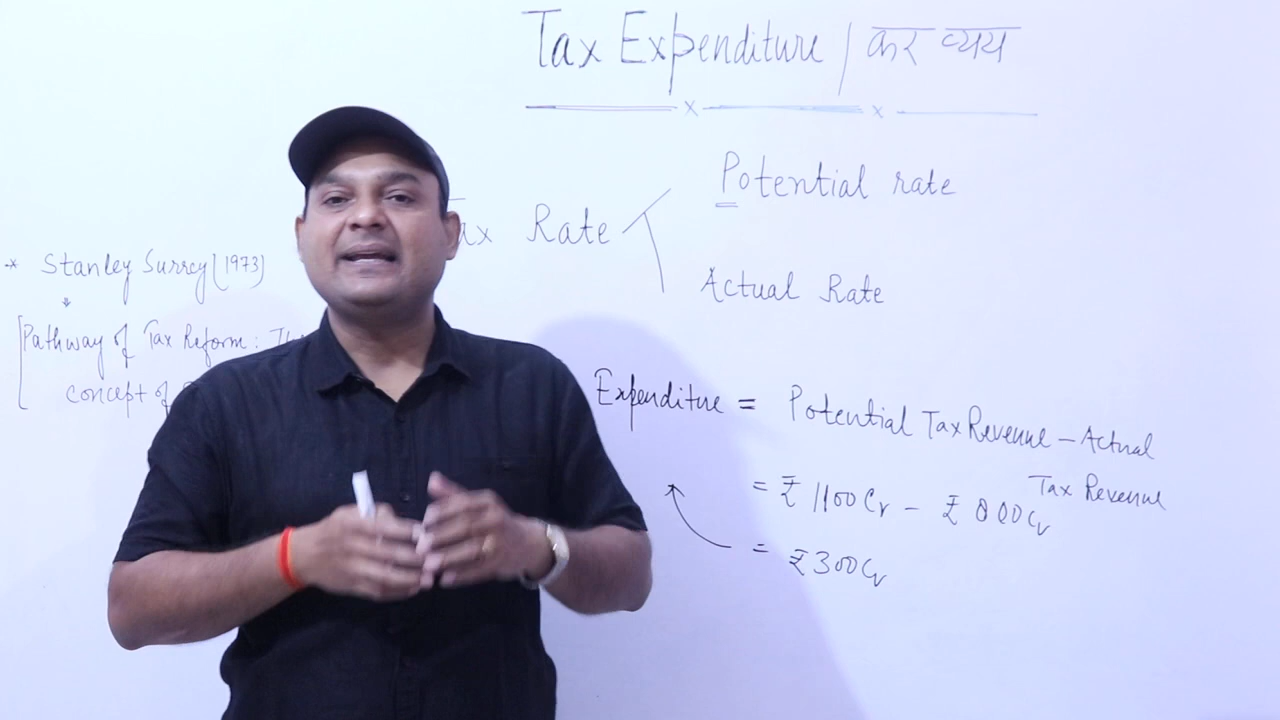 Tax Expenditure / कर व्यय
Tax Rate
Potential rate
Actual Rate
* Stanley Surrey (1973)
[Pathway of Tax Reform:
concept of
Expenditure = Potential Tax Revenue - Actual
Tax Revenue
= ₹ 1100 Cr - ₹ 800 Cr
= ₹ 300 Cr